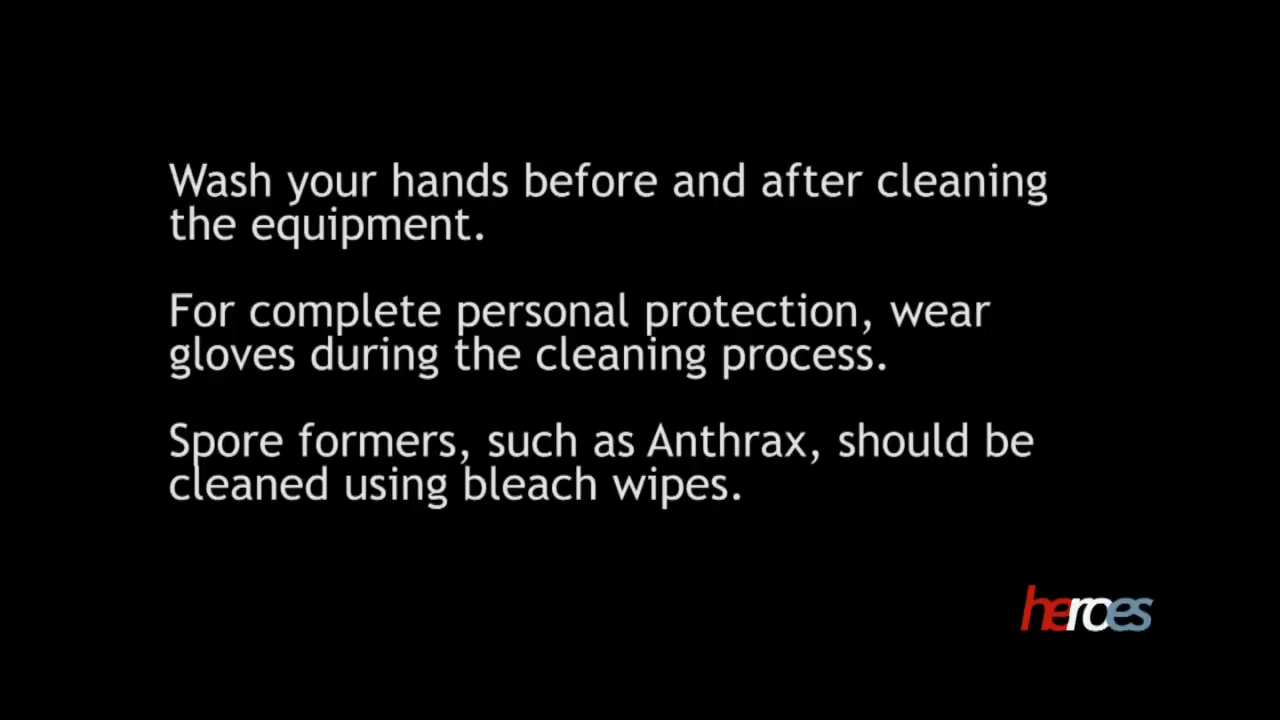 Wash your hands before and after cleaning
the equipment.
For complete personal protection, wear
gloves during the cleaning process.
Spore formers, such as Anthrax, should be
cleaned using bleach wipes.
heroes